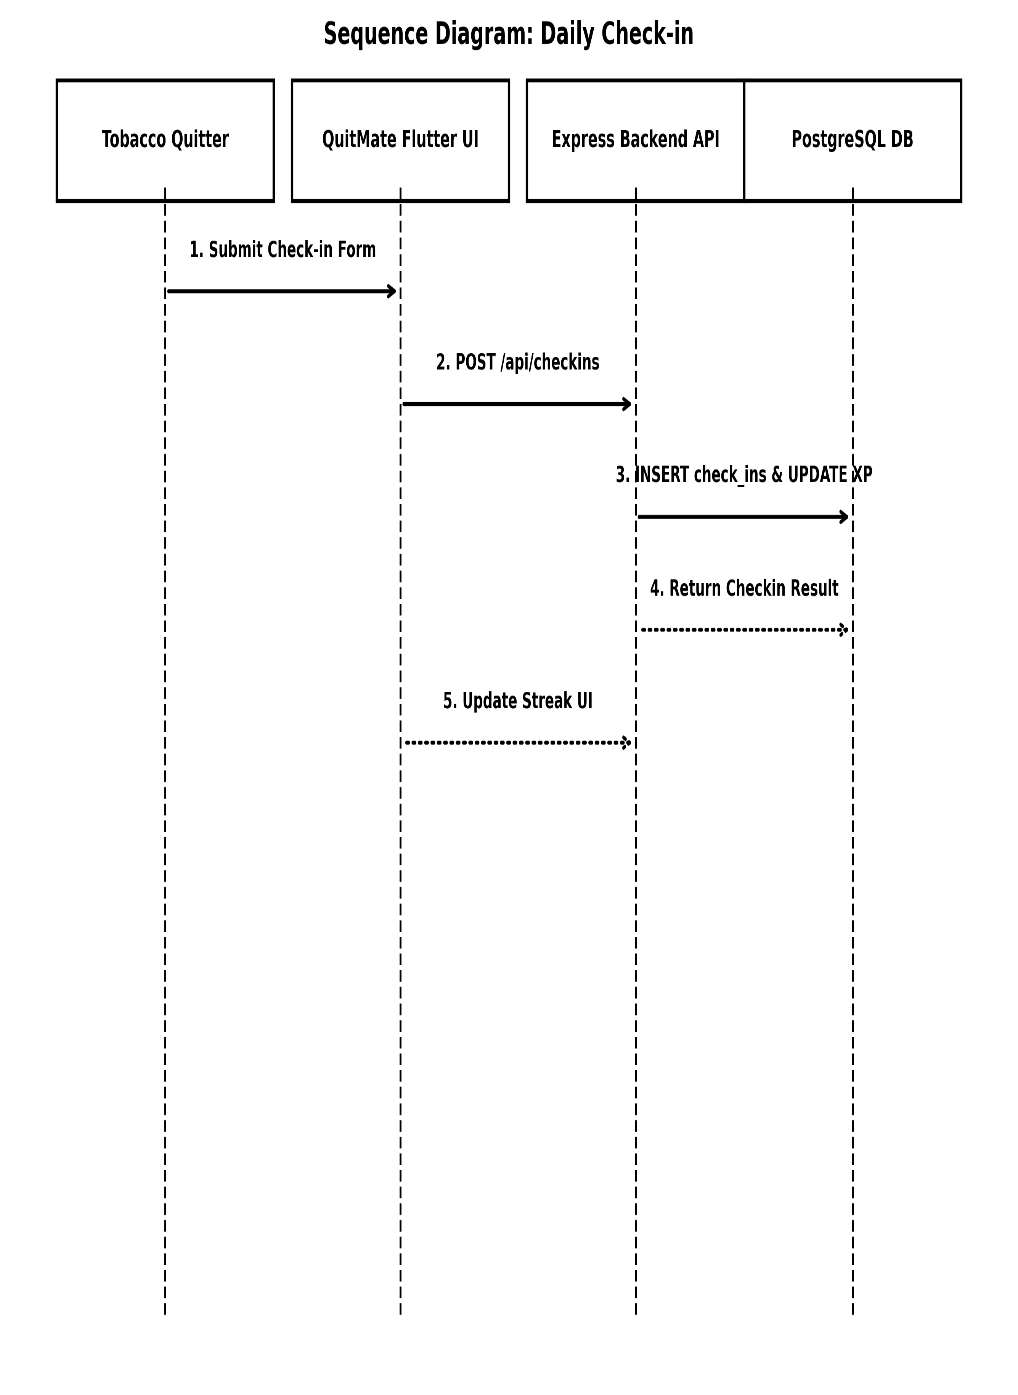 Sequence Diagram: Daily Check-in
Tobacco Quitter
QuitMate Flutter UI
Express Backend API
PostgreSQL DB
1. Submit Check-in Form
2. POST /api/checkins
3. INSERT check_ins & UPDATE XP
4. Return Checkin Result
5. Update Streak UI